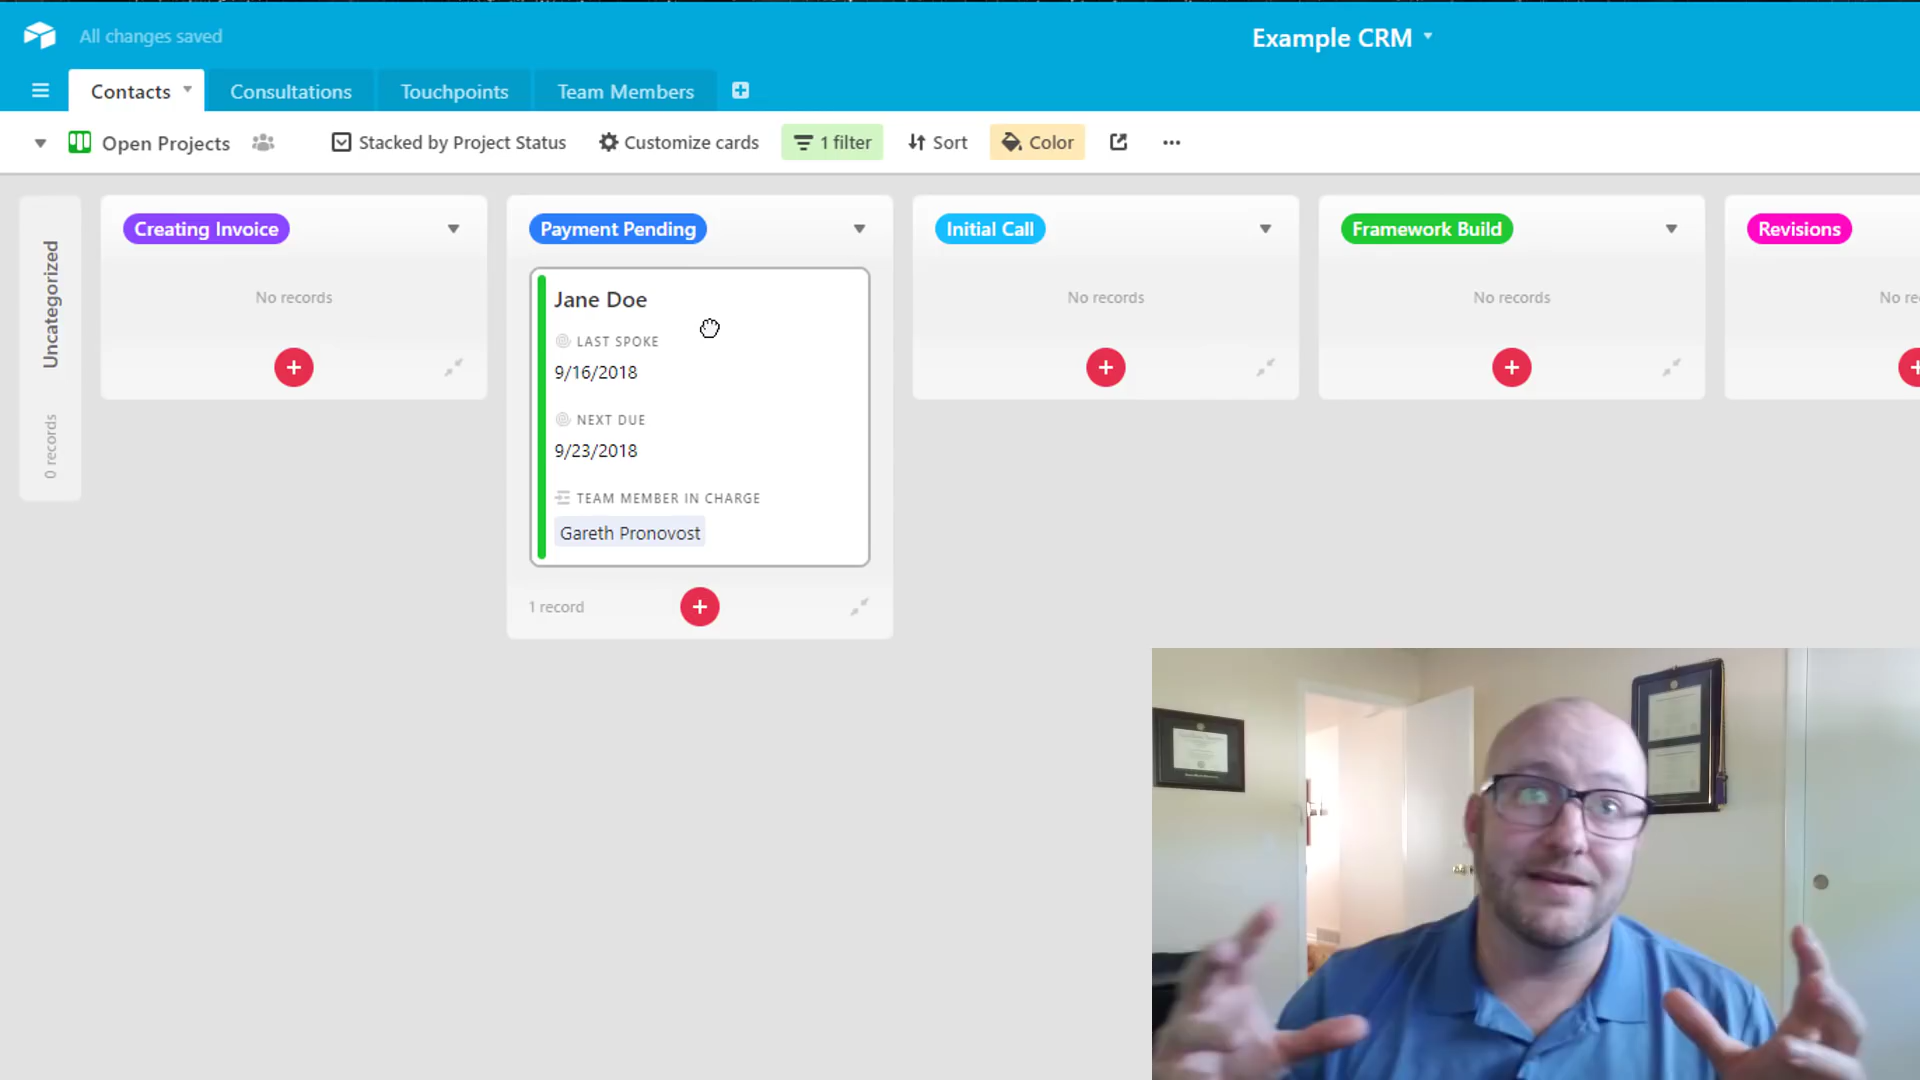 All changes saved
Example CRM
Contacts
Consultations
Touchpoints
Team Members
Open Projects
Stacked by Project Status
Customize cards
1 filter
Sort
Color
Uncategorized
0 records
Creating Invoice
No records
Payment Pending
Jane Doe
LAST SPOKE
9/16/2018
NEXT DUE
9/23/2018
TEAM MEMBER IN CHARGE
Gareth Pronovost
1 record
Initial Call
No records
Framework Build
No records
Revisions
No re